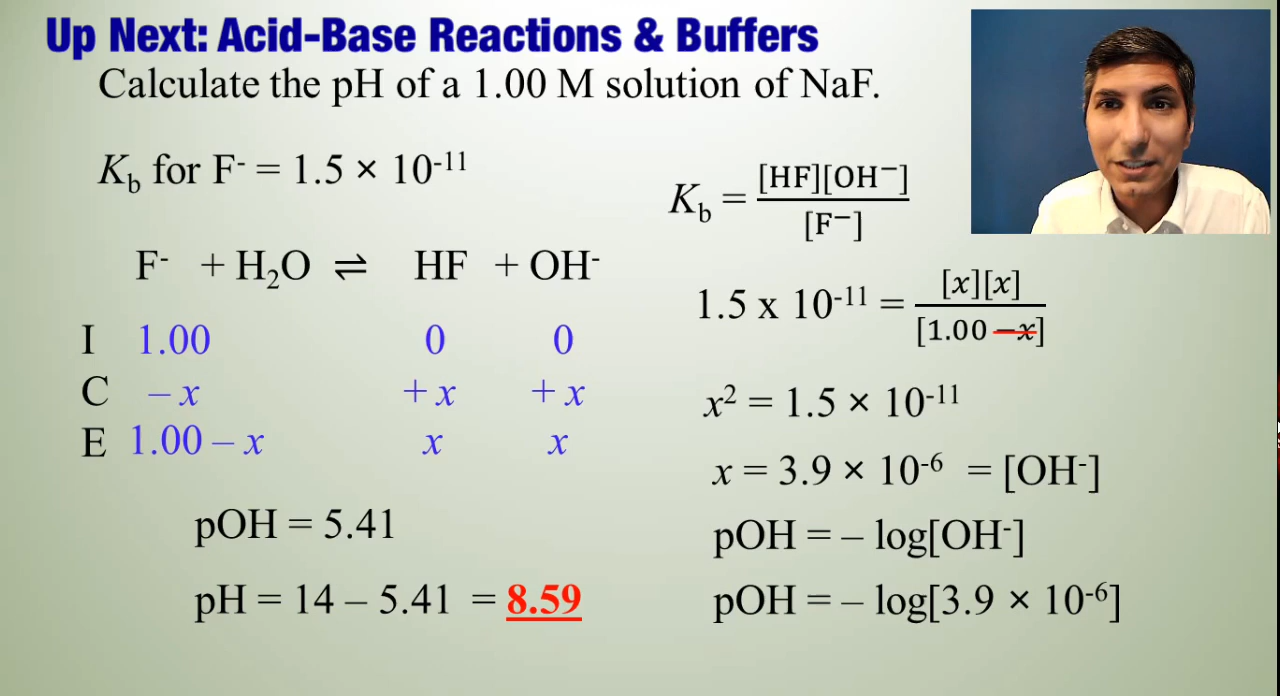 Up Next: Acid-Base Reactions & Buffers
Calculate the pH of a 1.00 M solution of NaF.
K_b for F⁻ = 1.5 × 10⁻¹¹
F⁻ + H₂O ⇌ HF + OH⁻
I 1.00 0 0
C – x + x + x
E 1.00 – x x x
pOH = 5.41
pH = 14 – 5.41 = 8.59
K_b = [HF][OH⁻] / [F⁻]
1.5 x 10⁻¹¹ = [x][x] / [1.00 – x]
x² = 1.5 × 10⁻¹¹
x = 3.9 × 10⁻⁶ = [OH⁻]
pOH = – log[OH⁻]
pOH = – log[3.9 × 10⁻⁶]